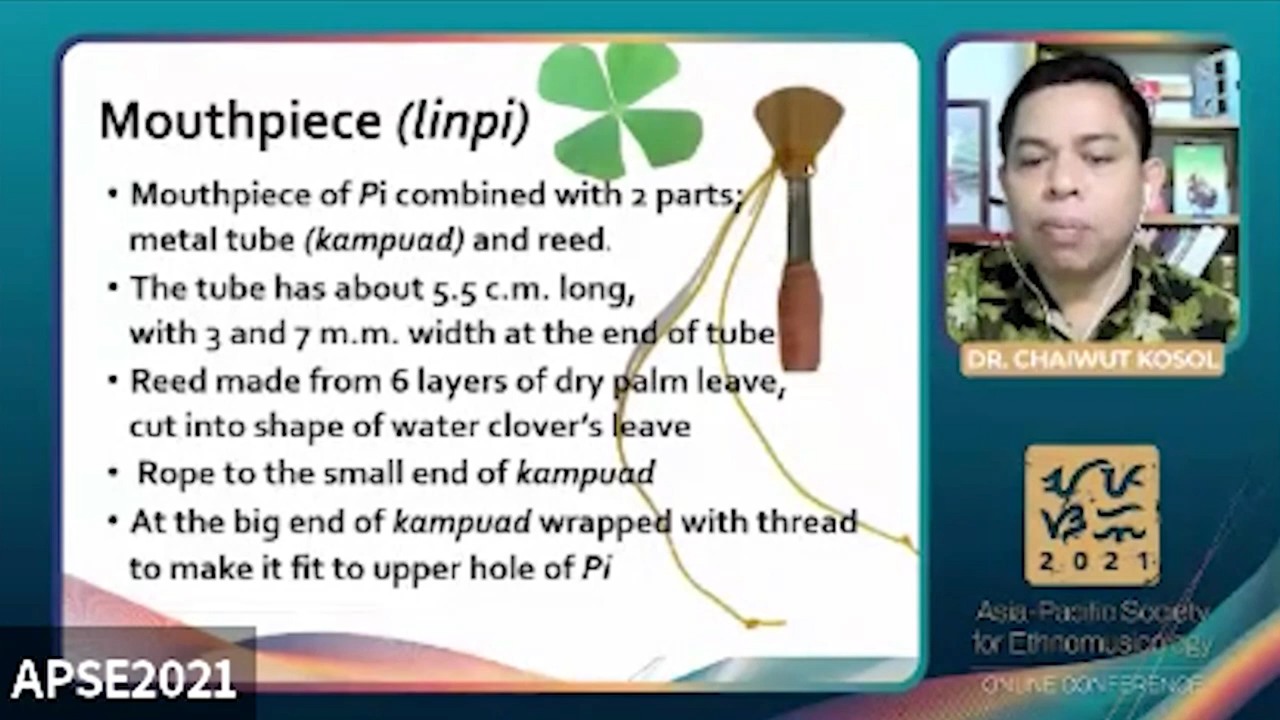 Mouthpiece (linpi)
• Mouthpiece of Pi combined with 2 parts;
metal tube (kampuad) and reed.
• The tube has about 5.5 c.m. long,
with 3 and 7 m.m. width at the end of tube
• Reed made from 6 layers of dry palm leave,
cut into shape of water clover's leave
• Rope to the small end of kampuad
• At the big end of kampuad wrapped with thread
to make it fit to upper hole of Pi
DR. CHAIWUT KOSOL
2021
Asia-Pacific Society
for Ethnomusicology
ONLINE CONFERENCE
APSE2021